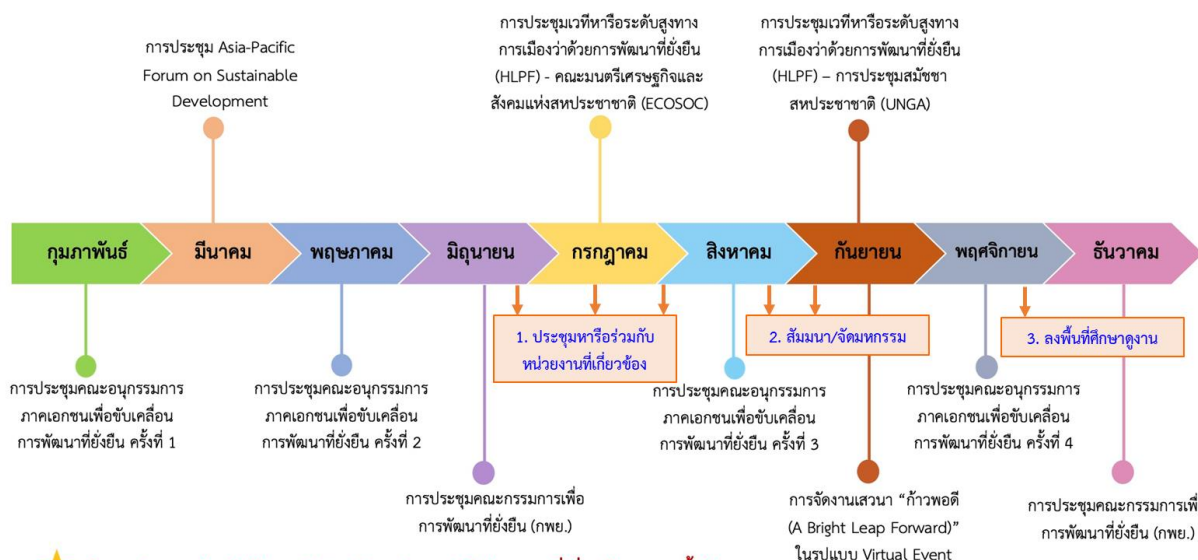 การประชุม Asia-Pacific
Forum on Sustainable
Development
การประชุมเวทีหารือระดับสูงทาง
การเมืองว่าด้วยการพัฒนาที่ยั่งยืน
(HLPF) - คณะมนตรีเศรษฐกิจและ
สังคมแห่งสหประชาชาติ (ECOSOC)
การประชุมเวทีหารือระดับสูงทาง
การเมืองว่าด้วยการพัฒนาที่ยั่งยืน
(HLPF) – การประชุมสมัชชา
สหประชาชาติ (UNGA)
กุมภาพันธ์
มีนาคม
พฤษภาคม
มิถุนายน
กรกฎาคม
สิงหาคม
กันยายน
พฤศจิกายน
ธันวาคม
1. ประชุมหารือร่วมกับ
หน่วยงานที่เกี่ยวข้อง
2. สัมมนา/จัดมหกรรม
3. ลงพื้นที่ศึกษาดูงาน
การประชุมคณะอนุกรรมการ
ภาคเอกชนเพื่อขับเคลื่อน
การพัฒนาที่ยั่งยืน ครั้งที่ 1
การประชุมคณะอนุกรรมการ
ภาคเอกชนเพื่อขับเคลื่อน
การพัฒนาที่ยั่งยืน ครั้งที่ 2
การประชุมคณะอนุกรรมการ
ภาคเอกชนเพื่อขับเคลื่อน
การพัฒนาที่ยั่งยืน ครั้งที่ 3
การประชุมคณะอนุกรรมการ
ภาคเอกชนเพื่อขับเคลื่อน
การพัฒนาที่ยั่งยืน ครั้งที่ 4
การประชุมคณะกรรมการเพื่อ
การพัฒนาที่ยั่งยืน (กพย.)
การจัดงานเสวนา “ก้าวพอดี
(A Bright Leap Forward)”
ในรูปแบบ Virtual Event
การประชุมคณะกรรมการเพื่
การพัฒนาที่ยั่งยืน (กพย.)